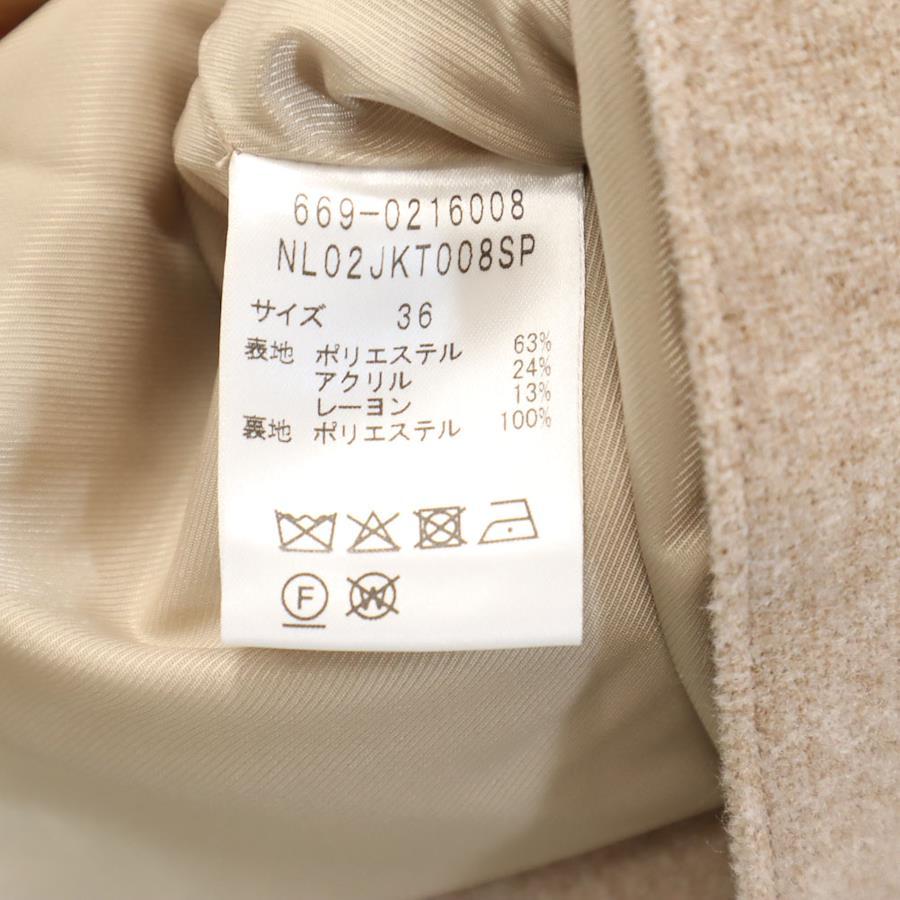 669-0216008
NL02JKT008SP
サイズ 36
表地 ポリエステル 63%
アクリル 24%
レーヨン 13%
裏地 ポリエステル 100%
F W